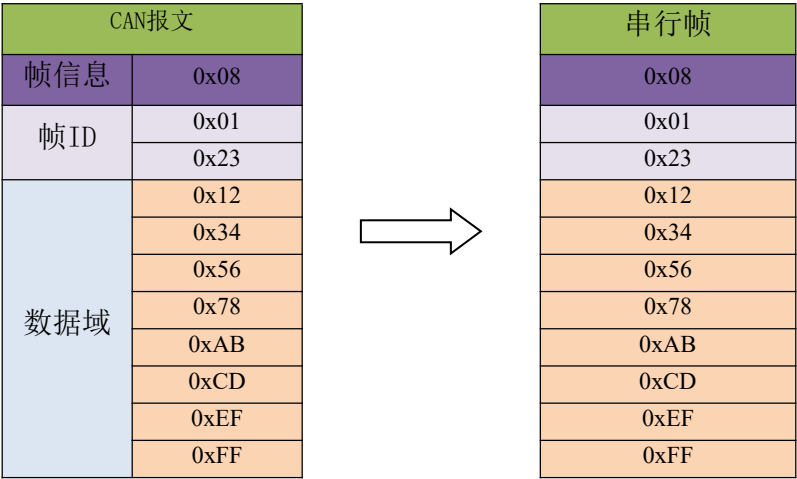 CAN报文 串行帧
帧信息 0x08 0x08
帧ID 0x01 0x01
0x23 0x23
数据域 0x12 0x12
0x34 0x34
0x56 0x56
0x78 0x78
0xAB 0xAB
0xCD 0xCD
0xEF 0xEF
0xFF 0xFF